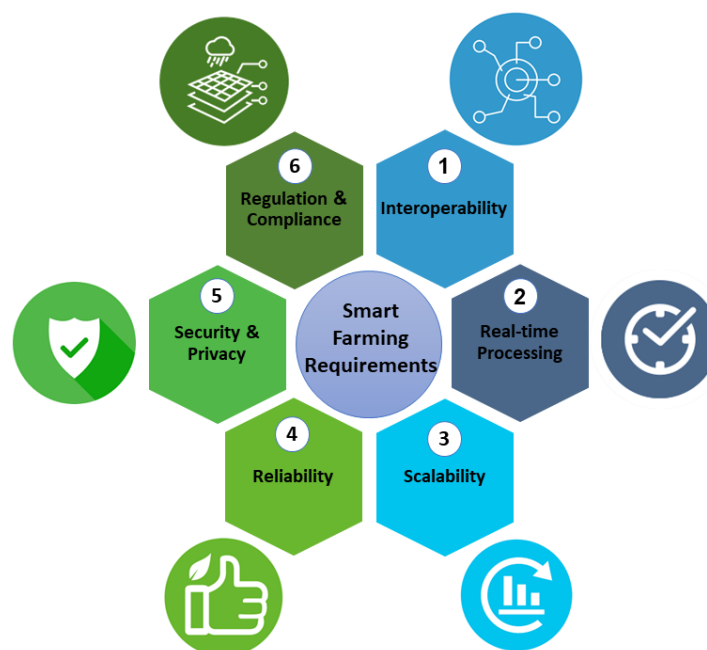 Smart
Farming
Requirements
1
Interoperability
2
Real-time
Processing
3
Scalability
4
Reliability
5
Security &
Privacy
6
Regulation &
Compliance